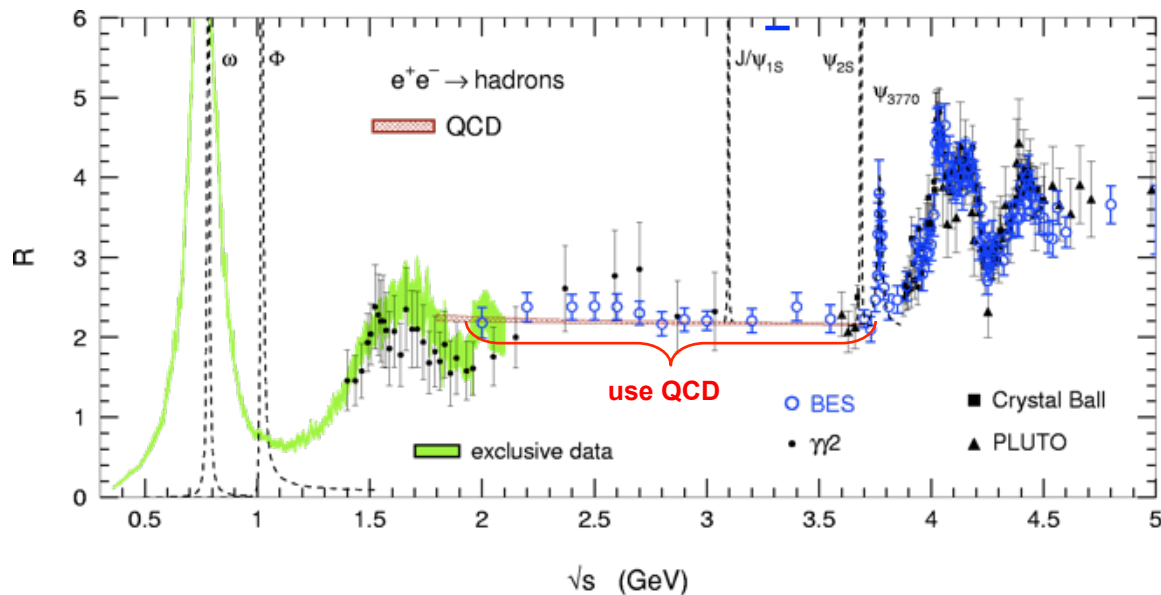 6
5
4
3
2
1
0
R
ω
Φ
J/ψ1S
ψ2S
ψ3770
e+e− → hadrons
QCD
use QCD
BES
Crystal Ball
γγ2
PLUTO
exclusive data
0.5 1 1.5 2 2.5 3 3.5 4 4.5 5
√s (GeV)